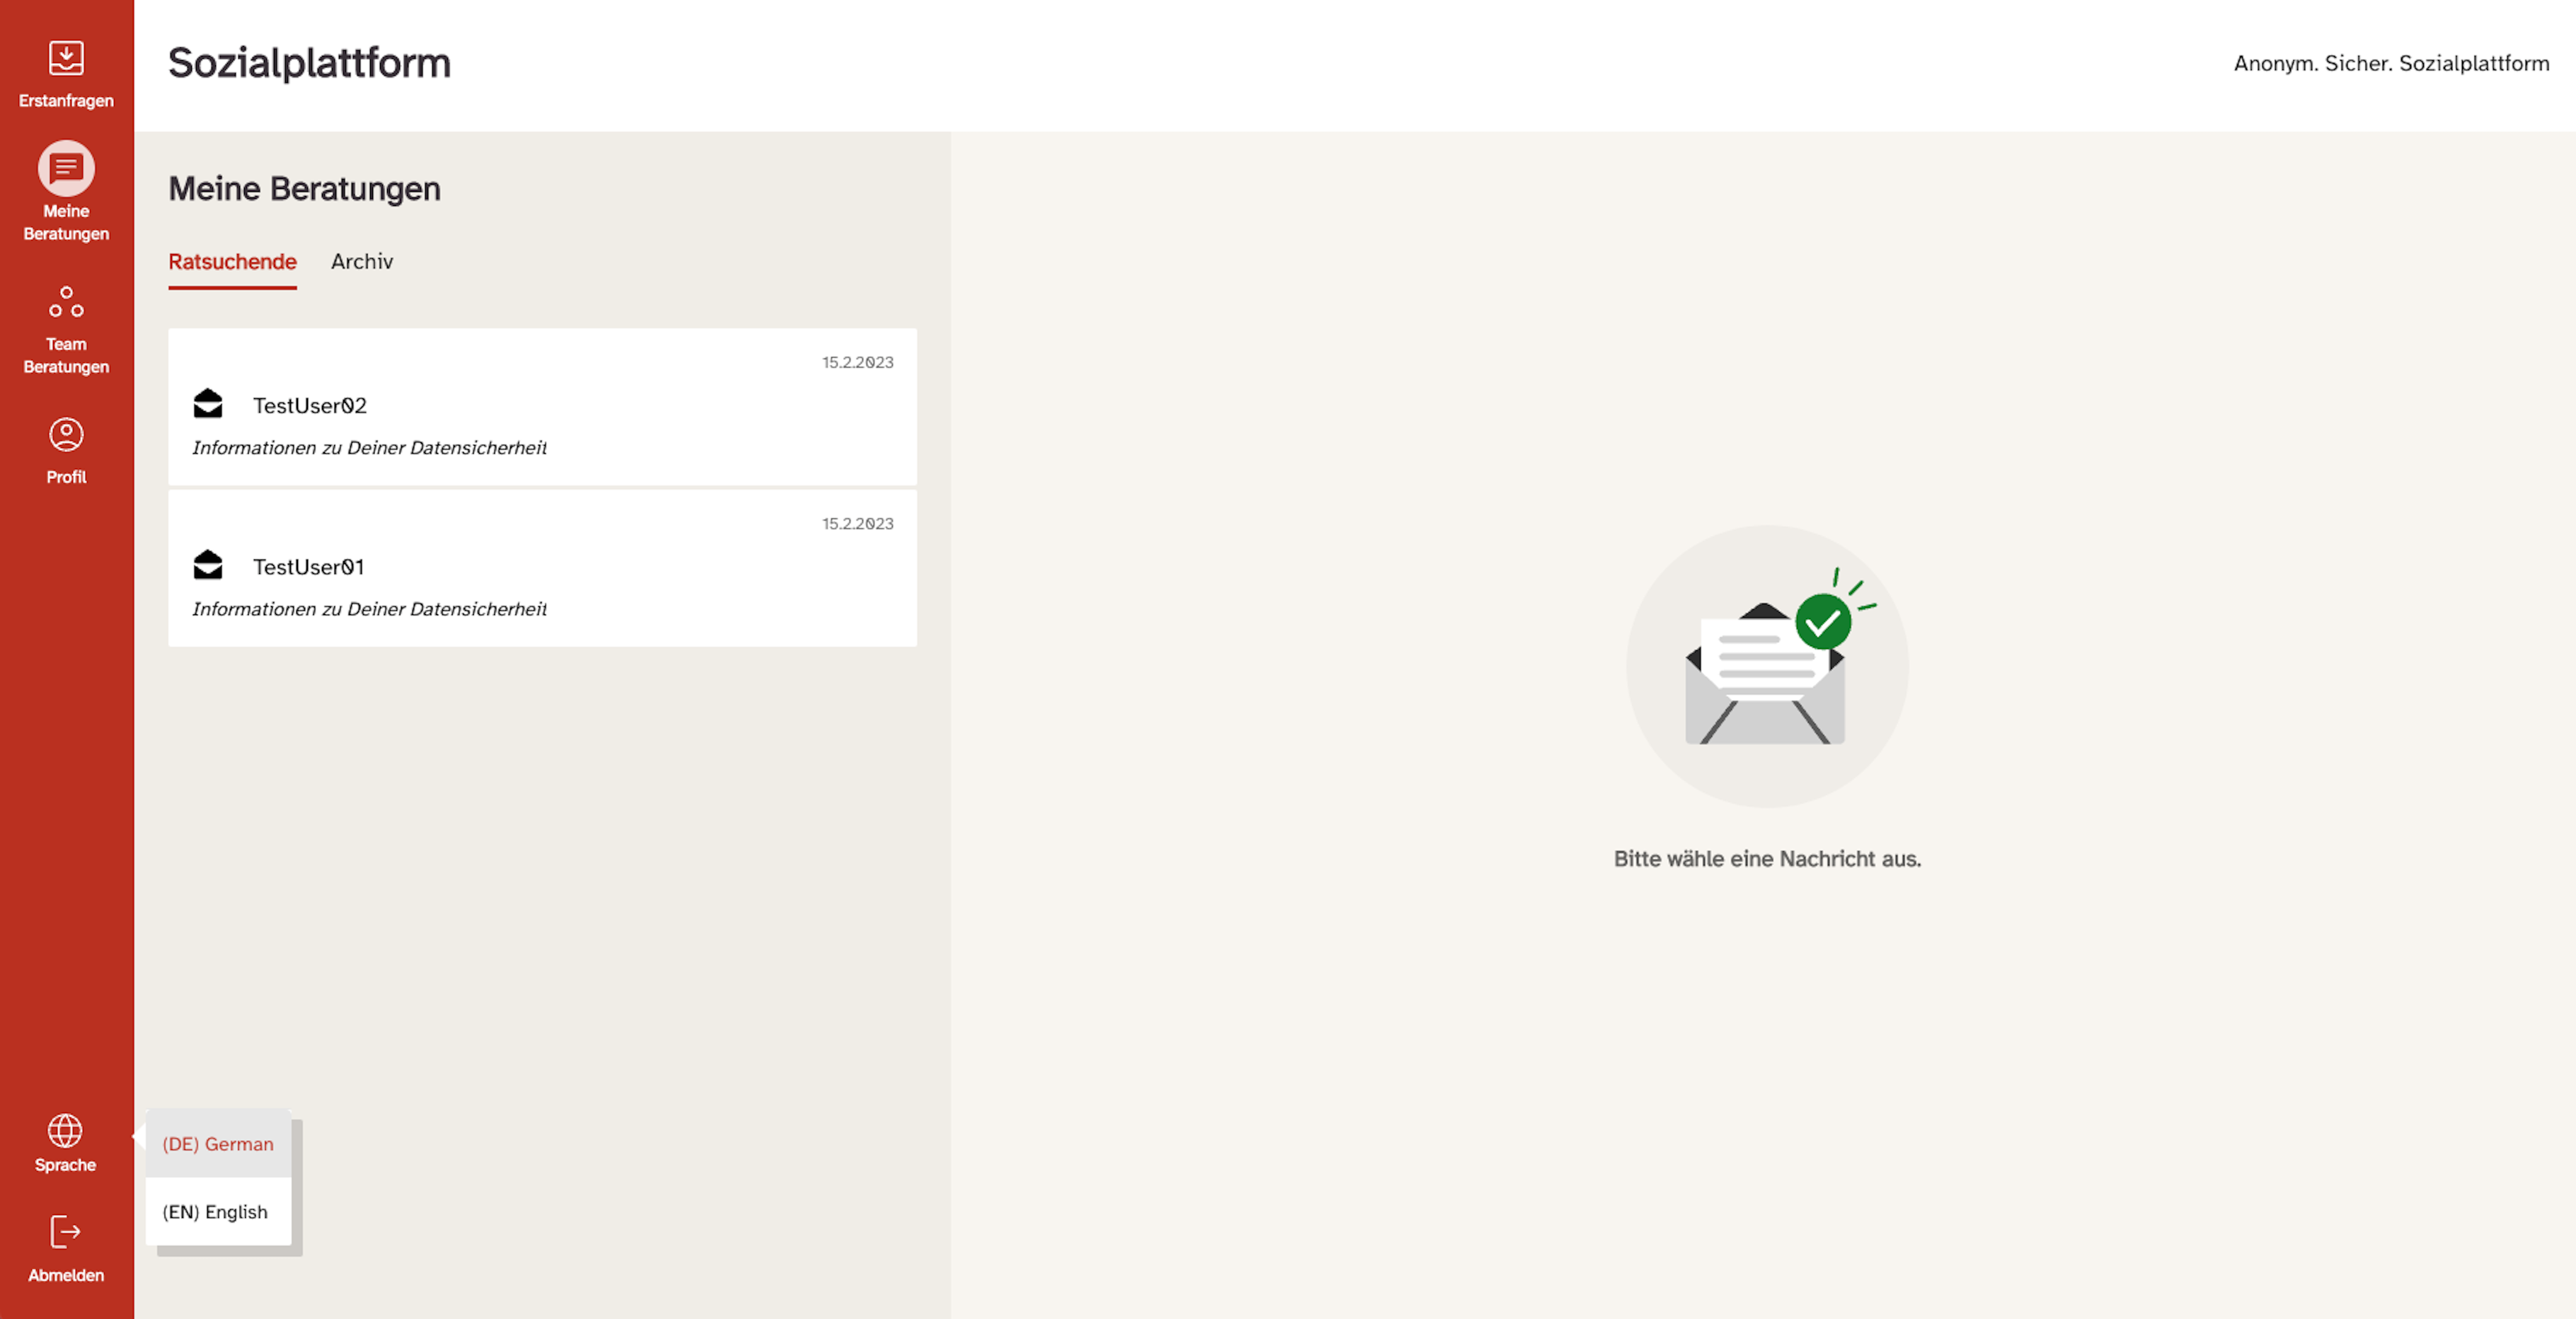 Erstanfragen
Meine
Beratungen
Team
Beratungen
Profil
Sprache
Abmelden
Sozialplattform
Anonym. Sicher. Sozialplattform
Meine Beratungen
Ratsuchende Archiv
15.2.2023
TestUser02
Informationen zu Deiner Datensicherheit
15.2.2023
TestUser01
Informationen zu Deiner Datensicherheit
(DE) German
(EN) English
Bitte wähle eine Nachricht aus.